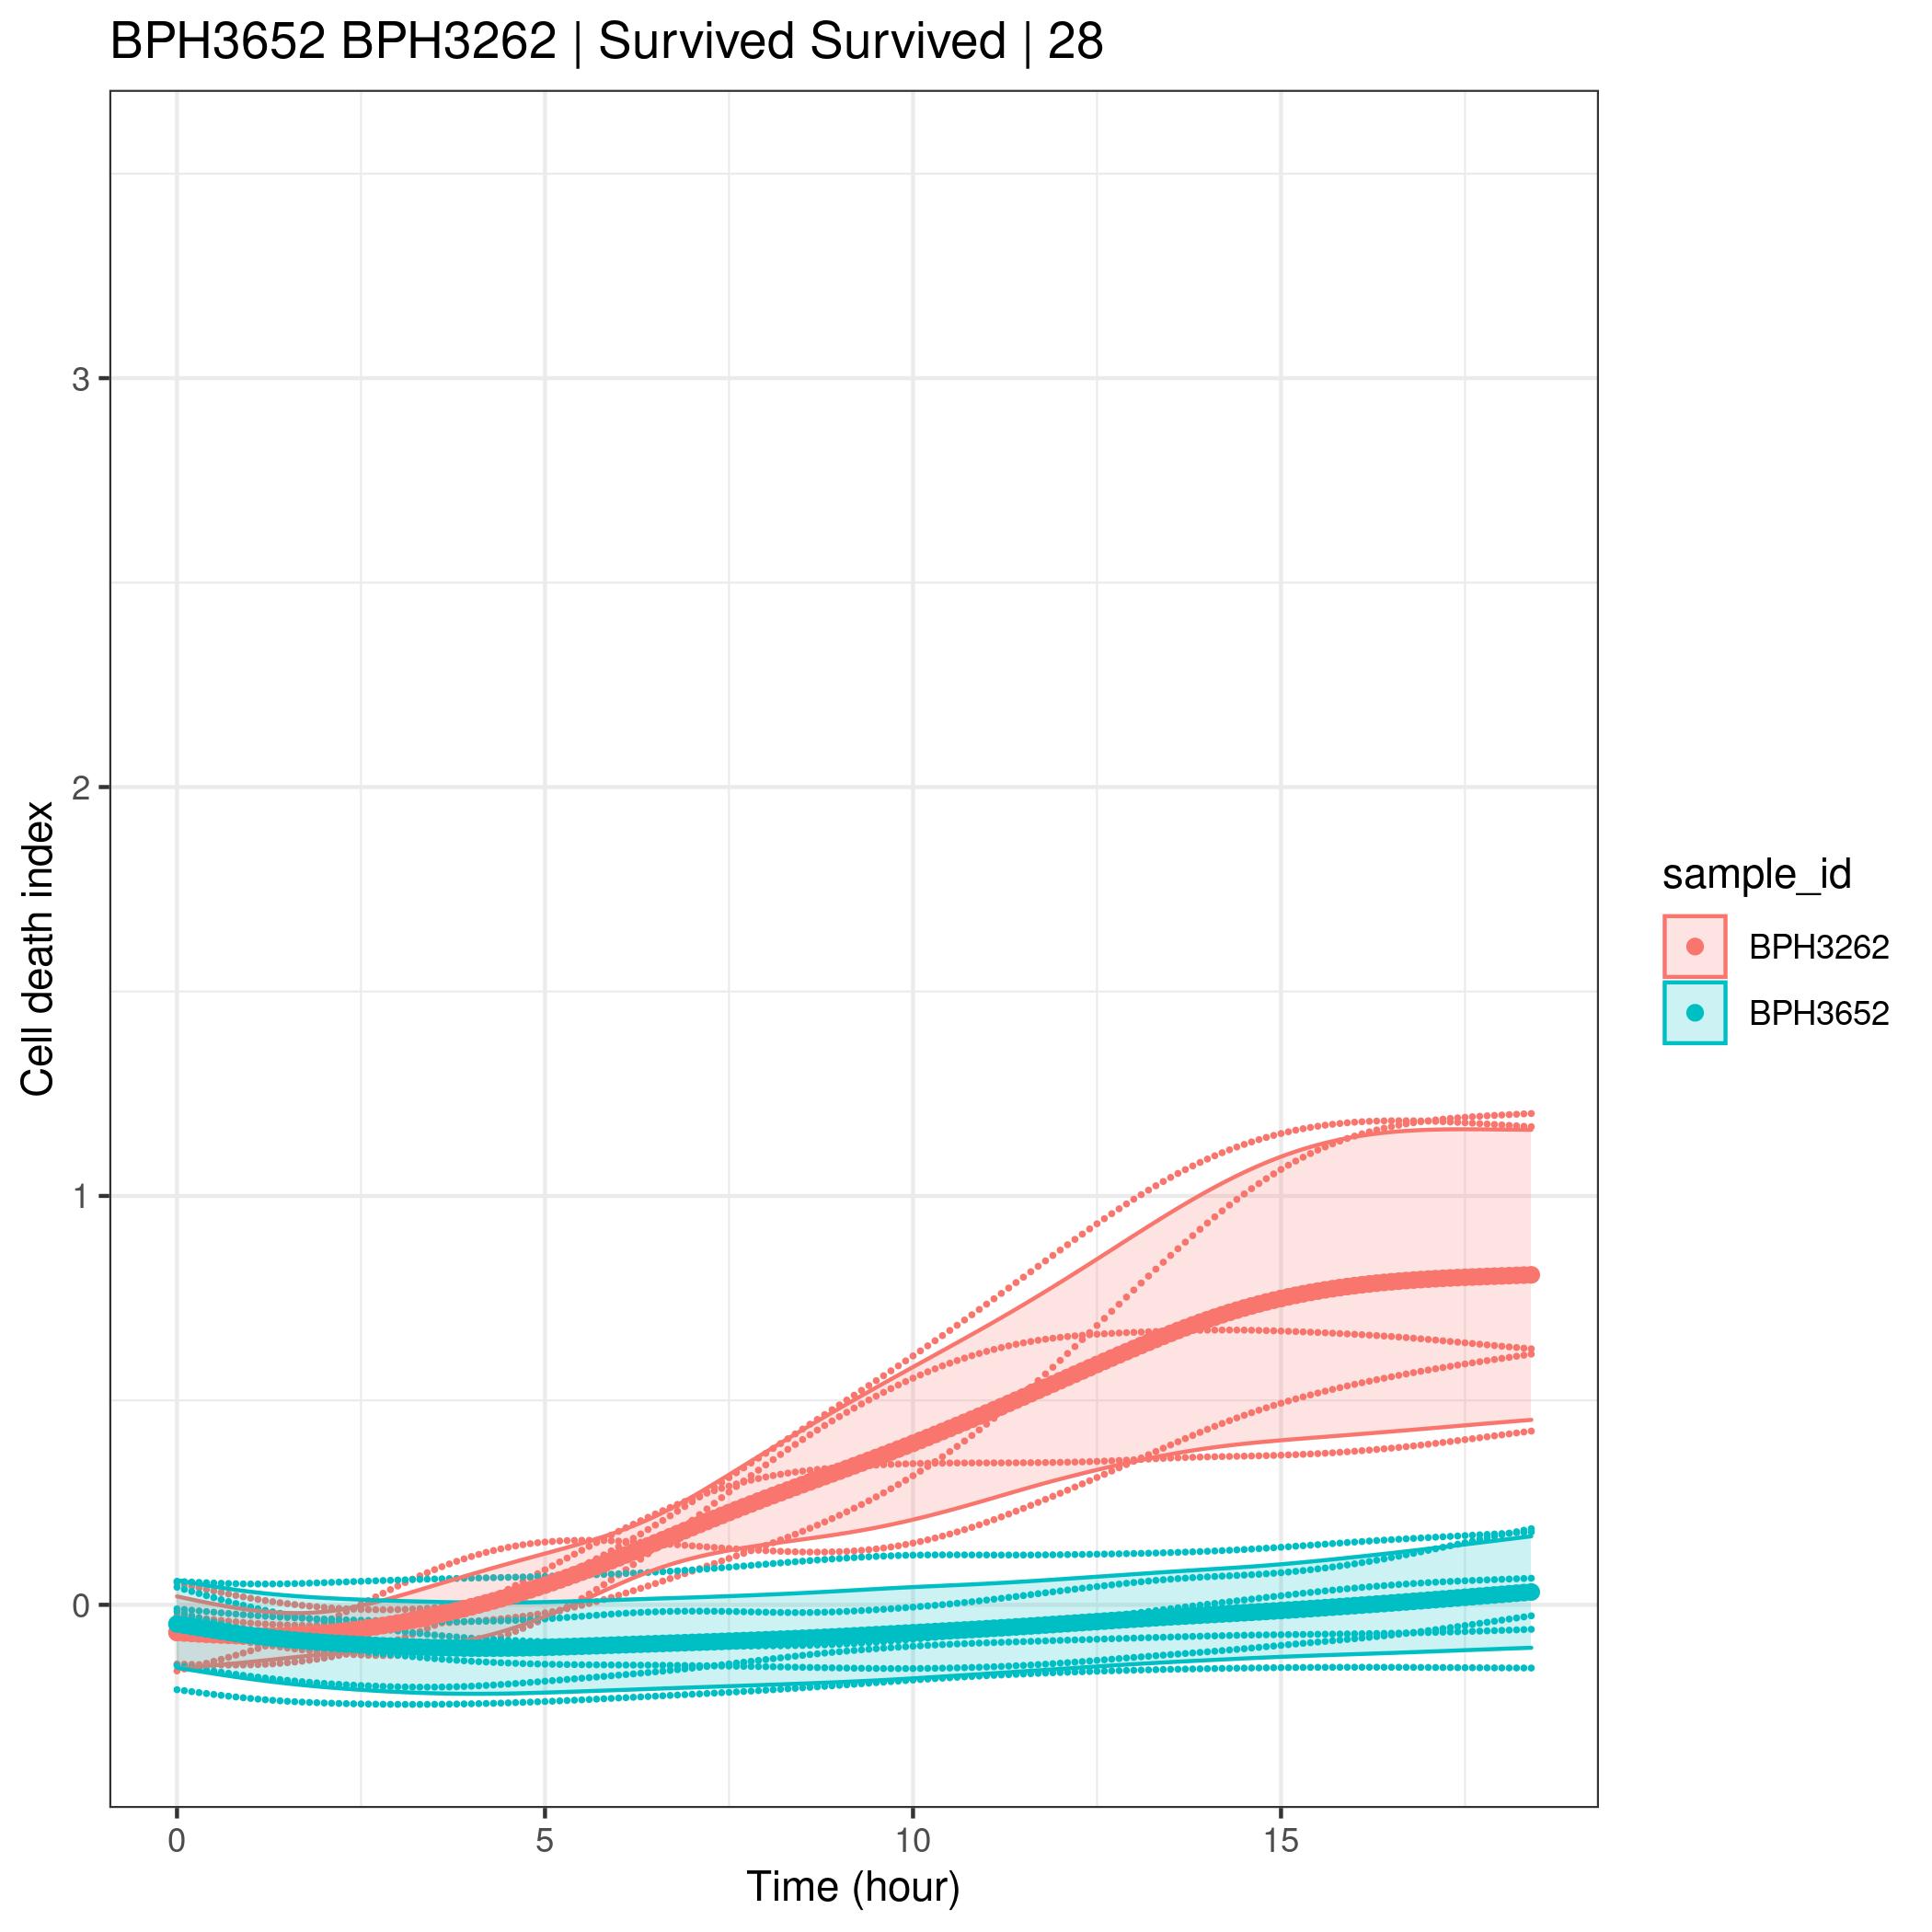 BPH3652 BPH3262 | Survived Survived | 28
3
2
1
0
Cell death index
0 5 10 15
Time (hour)
sample_id
BPH3262
BPH3652